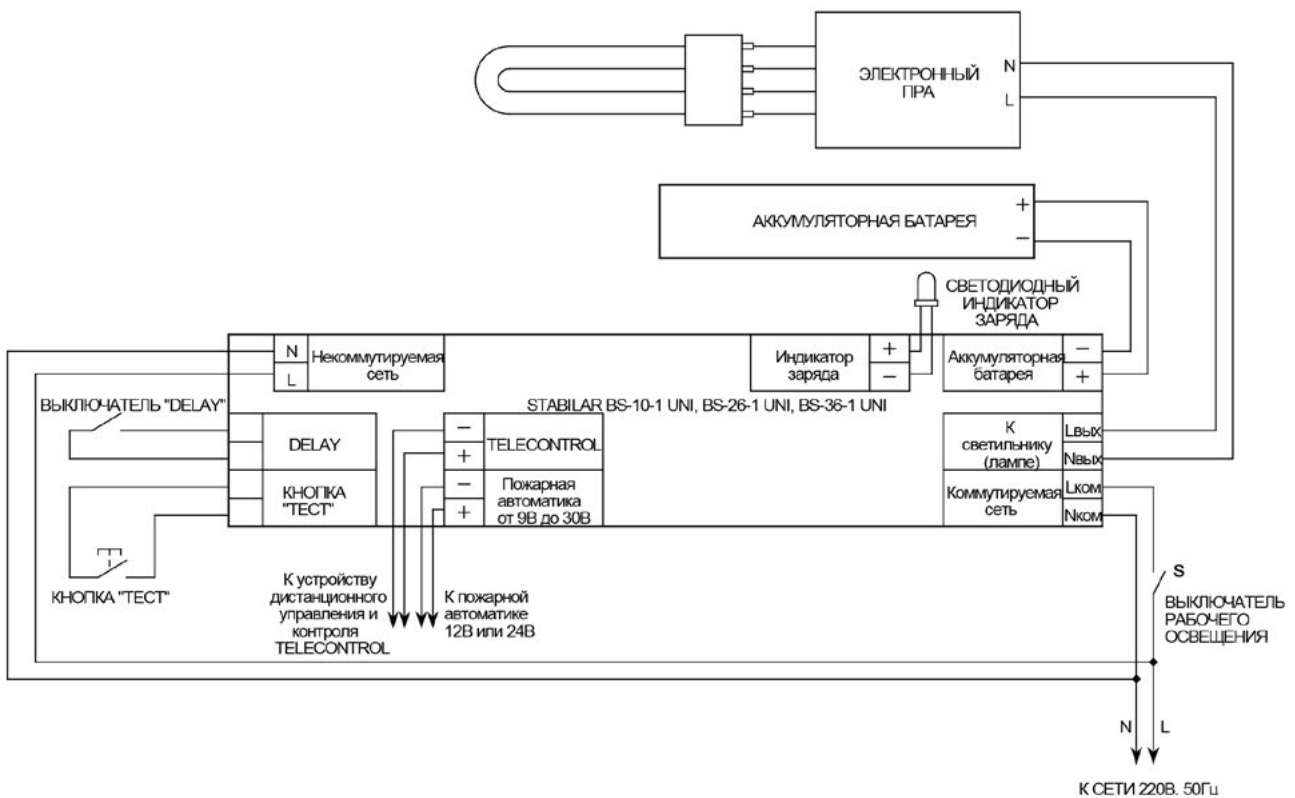 ЭЛЕКТРОННЫЙ
ПРА
N
L
АККУМУЛЯТОРНАЯ БАТАРЕЯ
+
−
СВЕТОДИОДНЫЙ
ИНДИКАТОР
ЗАРЯДА
N
L
Некоммутируемая
сеть
Индикатор
заряда
+
−
Аккумуляторная
батарея
−
+
ВЫКЛЮЧАТЕЛЬ "DELAY"
STABILAR BS-10-1 UNI, BS-26-1 UNI, BS-36-1 UNI
DELAY
КНОПКА
"ТЕСТ"
−
+
TELECONTROL
−
+
Пожарная
автоматика
от 9В до 30В
К
светильнику
(лампе)
Lвых
Nвых
Коммутируемая
сеть
Lком
Nком
КНОПКА "ТЕСТ"
К устройству
дистанционного
управления и
контроля
TELECONTROL
К пожарной
автоматике
12В или 24В
S
ВЫКЛЮЧАТЕЛЬ
РАБОЧЕГО
ОСВЕЩЕНИЯ
N
L
К СЕТИ 220В, 50Гц